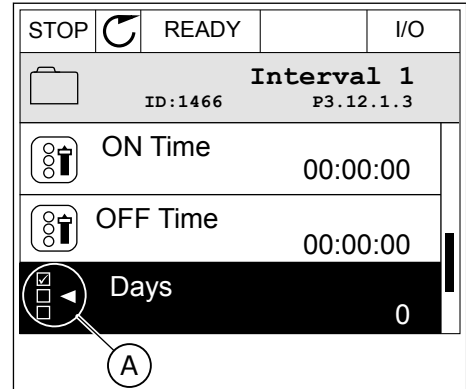 STOP READY I/O
Interval 1
ID:1466 P3.12.1.3
ON Time
00:00:00
OFF Time
00:00:00
Days
0
A